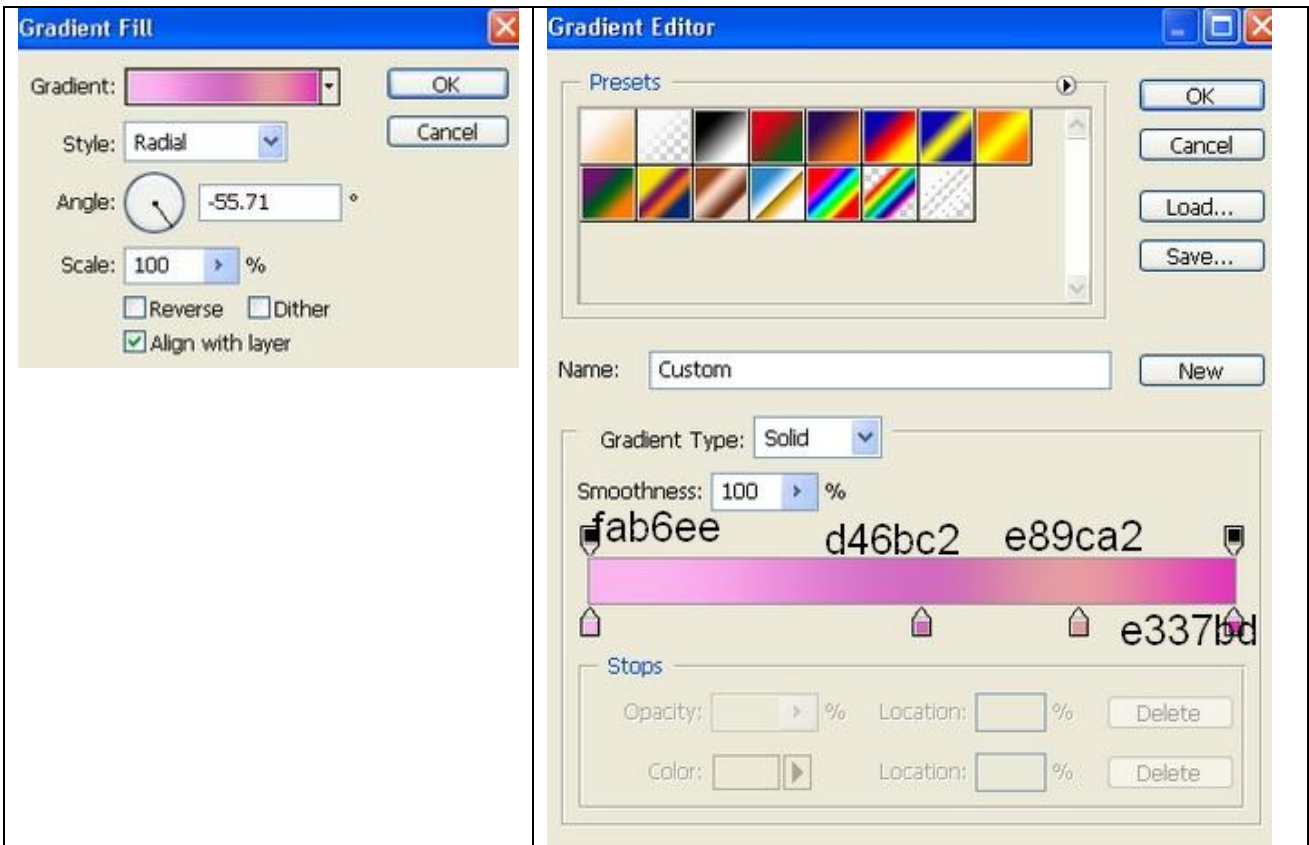 Gradient Fill
Gradient:
OK
Style: Radial
Cancel
Angle: -55.71 °
Scale: 100 %
Reverse Dither
Align with layer
Gradient Editor
Presets
OK
Cancel
Load...
Save...
Name: Custom
New
Gradient Type: Solid
Smoothness: 100 %
fab6ee d46bc2 e89ca2
e337bd
Stops
Opacity: % Location: % Delete
Color: Location: % Delete